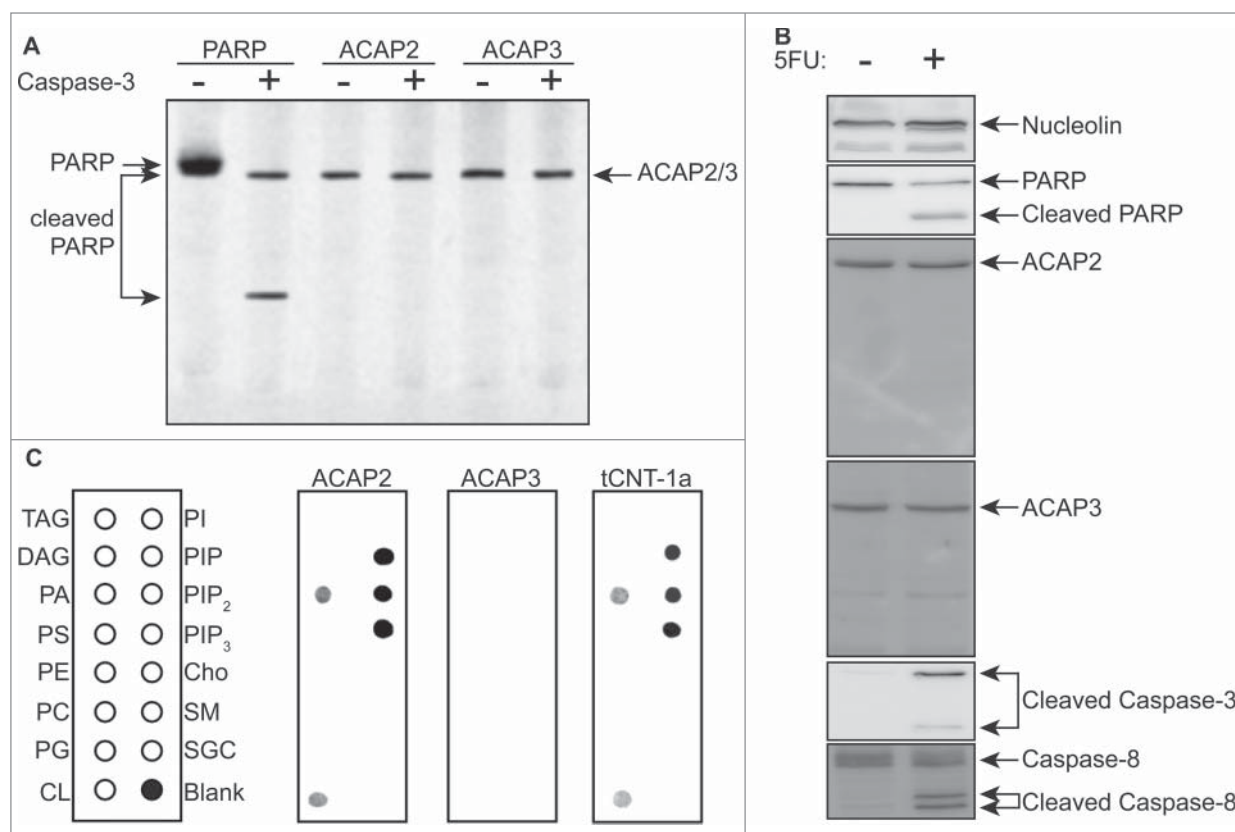 A
PARP ACAP2 ACAP3
Caspase-3 - + - + - +
PARP
cleaved
PARP
ACAP2/3
B
5FU: - +
Nucleolin
PARP
Cleaved PARP
ACAP2
ACAP3
Cleaved Caspase-3
Caspase-8
Cleaved Caspase-8
C
ACAP2 ACAP3 tCNT-1a
TAG PI
DAG PIP
PA PIP₂
PS PIP₃
PE Cho
PC SM
PG SGC
CL Blank